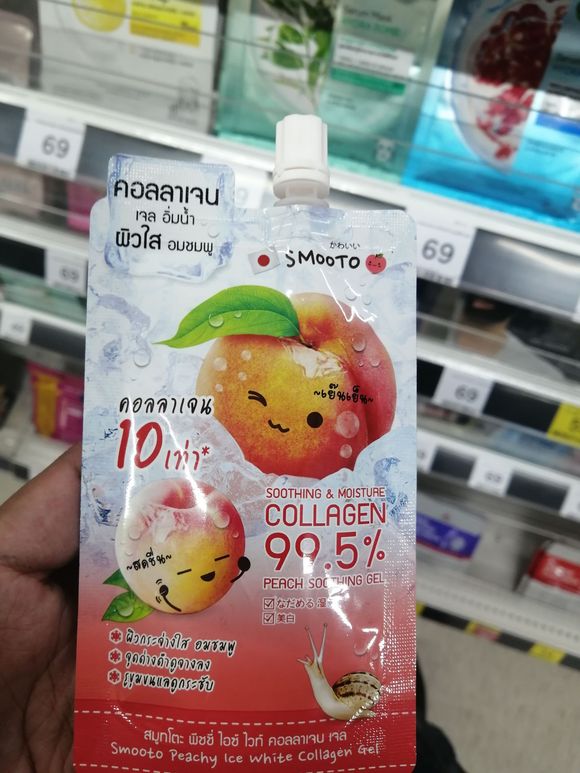 คอลลาเจน
เจล อิ่มน้ำ
ผิวใส อมชมพู
かわいい
SMOOTO
คอลลาเจน
10 เท่า*
~เย๊นเย็น~
~สดชื่น~
SOOTHING & MOISTURE
COLLAGEN
99.5%
PEACH SOOTHING GEL
なだめる
美白
ผิวกระจ่างใส อมชมพู
จุดด่างดำดูจางลง
รูขุมขนแลดูกระชับ
สมูทโตะ พีชชี่ ไอซ์ ไวท์ คอลลาเจน เจล
Smooto Peachy Ice White Collagen Gel
69
69
69
69